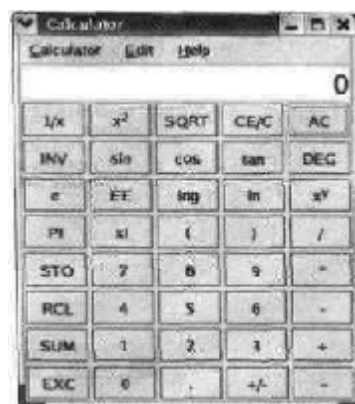 Calculator
Calculator Edit Help
0
1/x x² SQRT CE/C AC
INV sin cos tan DEG
e EE log ln x^y
PI x! ( ) /
STO 7 8 9 *
RCL 4 5 6 -
SUM 1 2 3 +
EXC 0 . +/- =